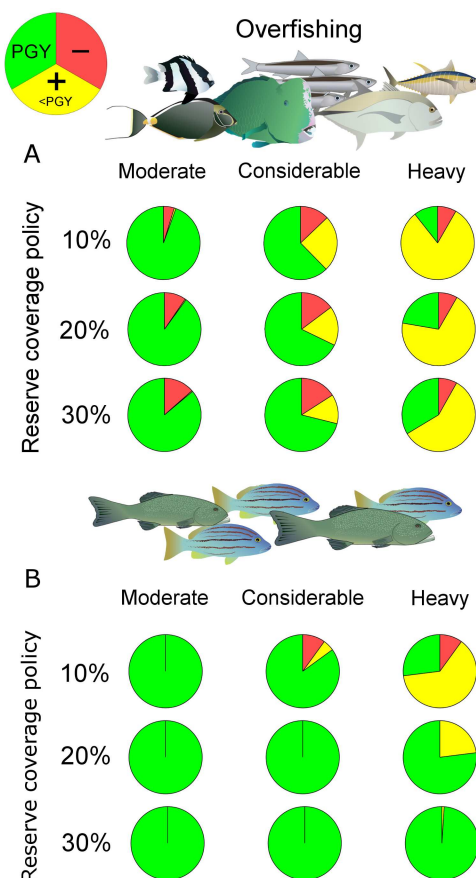 Overfishing
PGY
−
+
<PGY
A
Moderate Considerable Heavy
Reserve coverage policy
10%
20%
30%
B
Moderate Considerable Heavy
Reserve coverage policy
10%
20%
30%